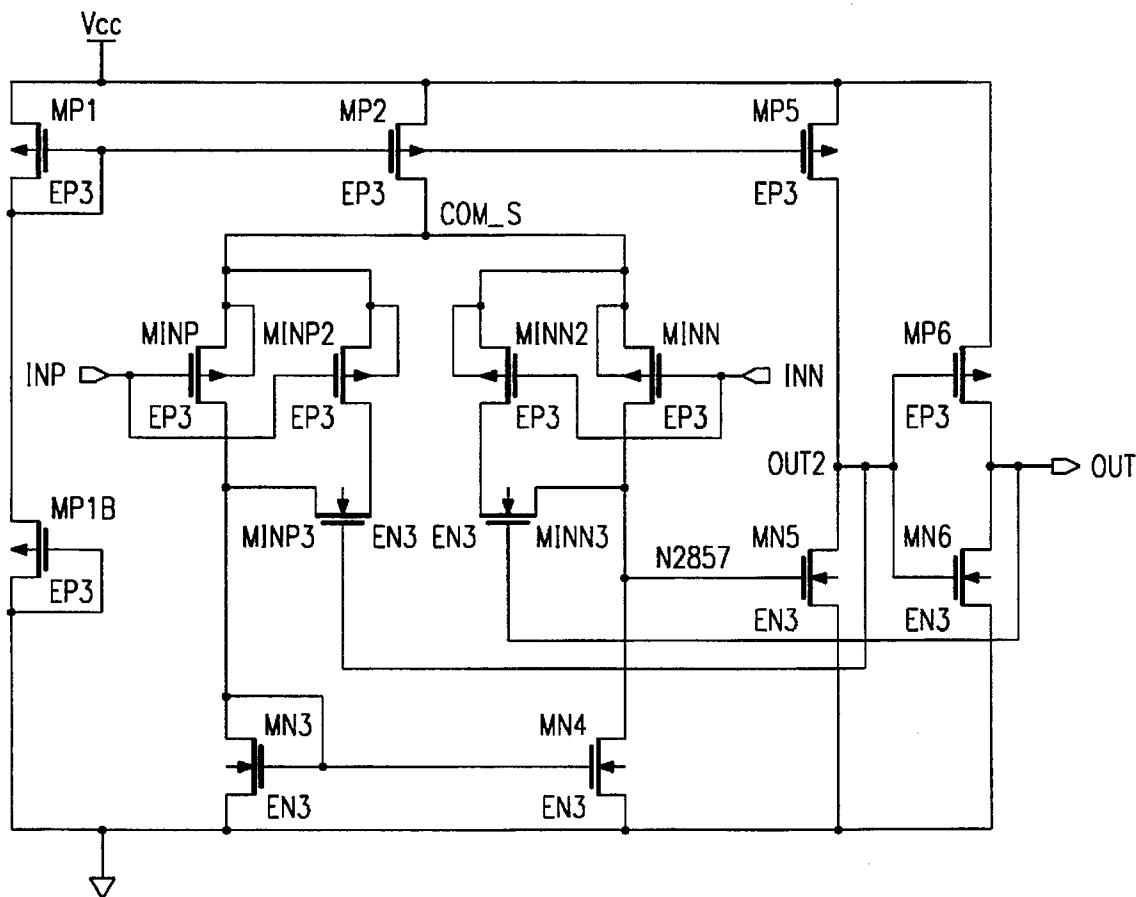 Vcc
MP1
MP2
MP5
EP3
EP3
EP3
COM_S
MINP
MINP2
MINN2
MINN
MP6
INP
INN
EP3
EP3
EP3
EP3
EP3
OUT2
OUT
MP1B
MINP3
EN3
EN3
MINN3
MN5
MN6
N2857
EP3
EN3
EN3
MN3
MN4
EN3
EN3